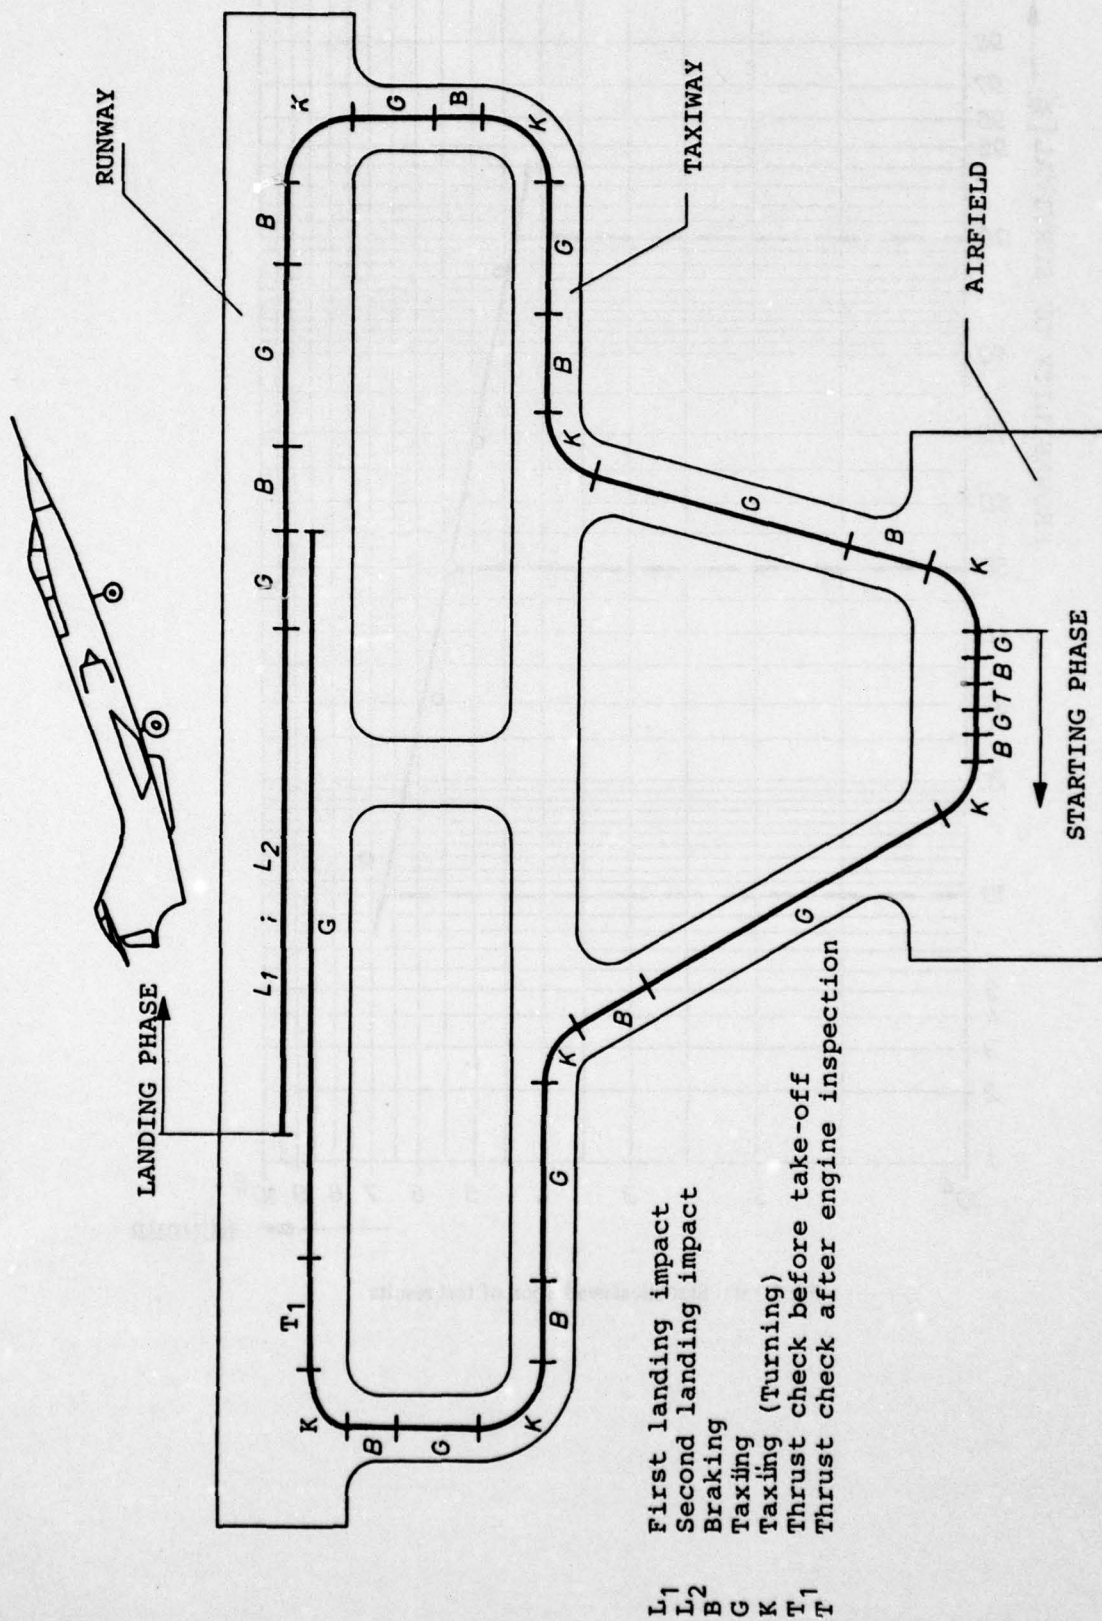 RUNWAY
LANDING PHASE
L1 i L2 G B G B K
G
T1
K
B
G
K
B G K B
G
K
B G T B G
K
B
G
K
B G
K
B
G
TAXIWAY
AIRFIELD
STARTING PHASE
L1 First landing impact
L2 Second landing impact
B Braking
G Taxiing
K Taxiing (Turning)
T1 Thrust check before take-off
T Thrust check after engine inspection